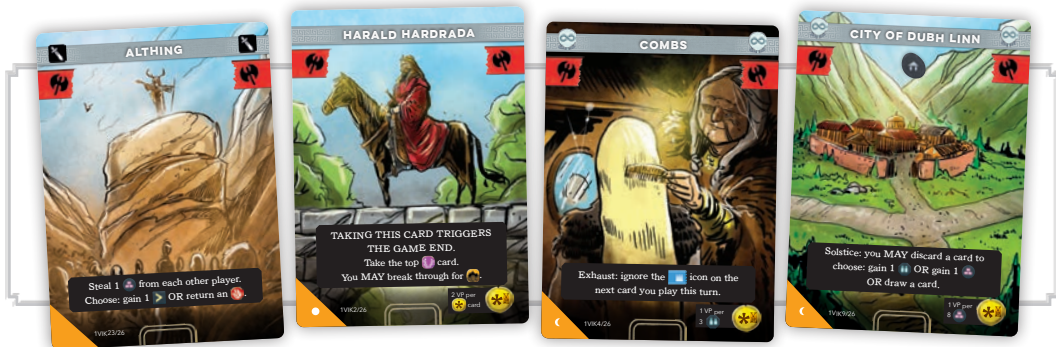 ALTHING
Steal 1 from each other player.
Choose: gain 1 OR return an .
1VIK23/26
HARALD HARDRADA
TAKING THIS CARD TRIGGERS
THE GAME END.
Take the top card.
You MAY break through for .
2 VP per
card
1VIK2/26
COMBS
Exhaust: ignore the icon on the
next card you play this turn.
1 VP per
3
1VIK4/26
CITY OF DUBH LINN
Solstice: you MAY discard a card to
choose: gain 1 OR gain 1
OR draw a card.
1 VP per
8
1VIK9/26